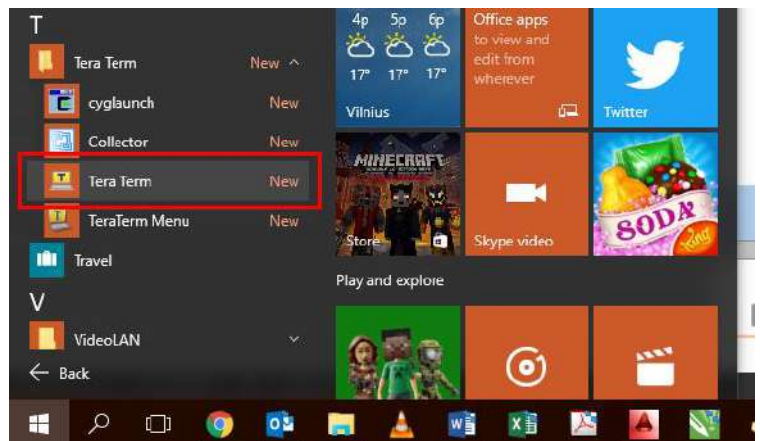 T
Tera Term New
cyglaunch New
Collector New
Tera Term New
TeraTerm Menu New
Travel
V
VideoLAN
Back
4p 5p 6p
17° 17° 17°
Vilnius
Office apps
to view and
edit from
wherever
Twitter
MINECRAFT
Store
Skype video
SODA
King
Play and explore